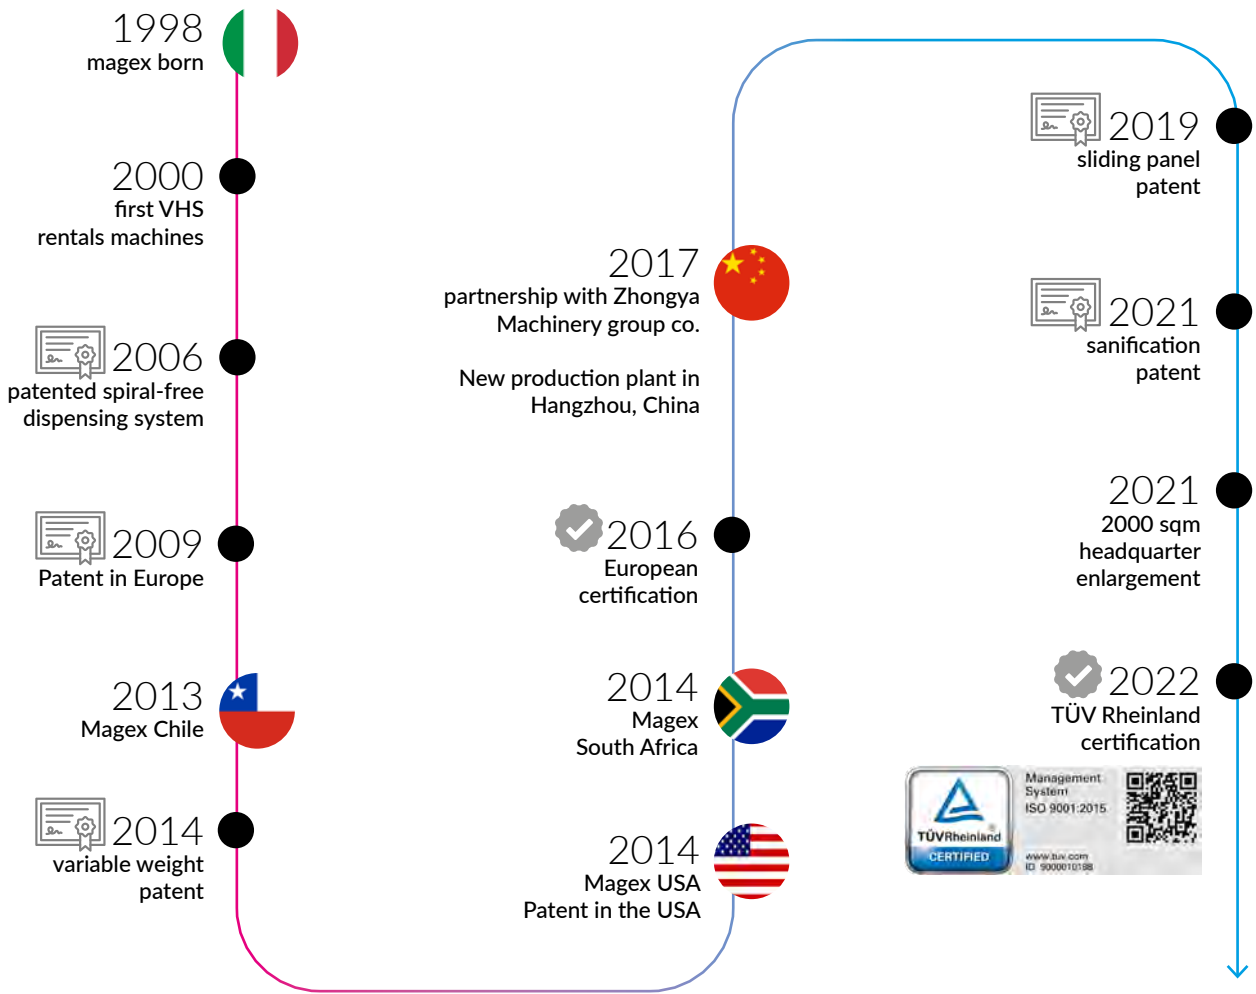 1998
magex born
2000
first VHS
rentals machines
2006
patented spiral-free
dispensing system
2009
Patent in Europe
2013
Magex Chile
2014
variable weight
patent
2014
Magex USA
Patent in the USA
2014
Magex
South Africa
2016
European
certification
2017
partnership with Zhongya
Machinery group co.
New production plant in
Hangzhou, China
2019
sliding panel
patent
2021
sanification
patent
2021
2000 sqm
headquarter
enlargement
2022
TÜV Rheinland
certification
TÜVRheinland®
CERTIFIED
Management
System
ISO 9001:2015
www.tuv.com
ID 9000010188